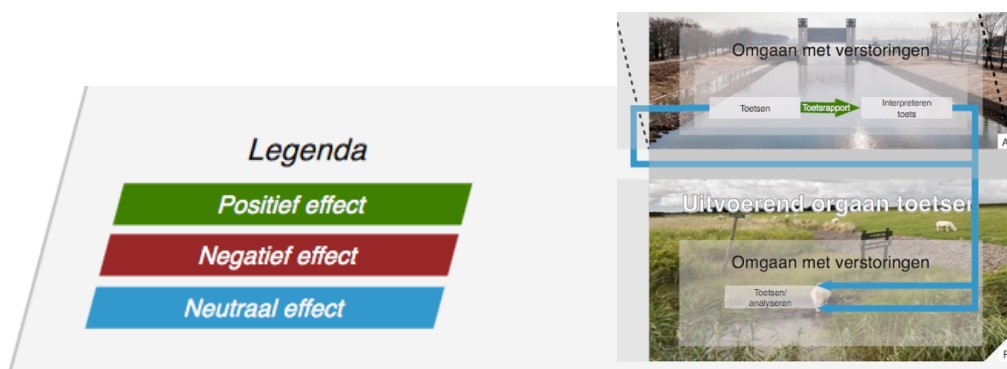 Legenda
Positief effect
Negatief effect
Neutraal effect
Omgaan met verstoringen
Toetsen
Toetsrapport
Interpreteren
toets
A
Uitvoerend orgaan toetser
Omgaan met verstoringen
Toetsen/
analyseren